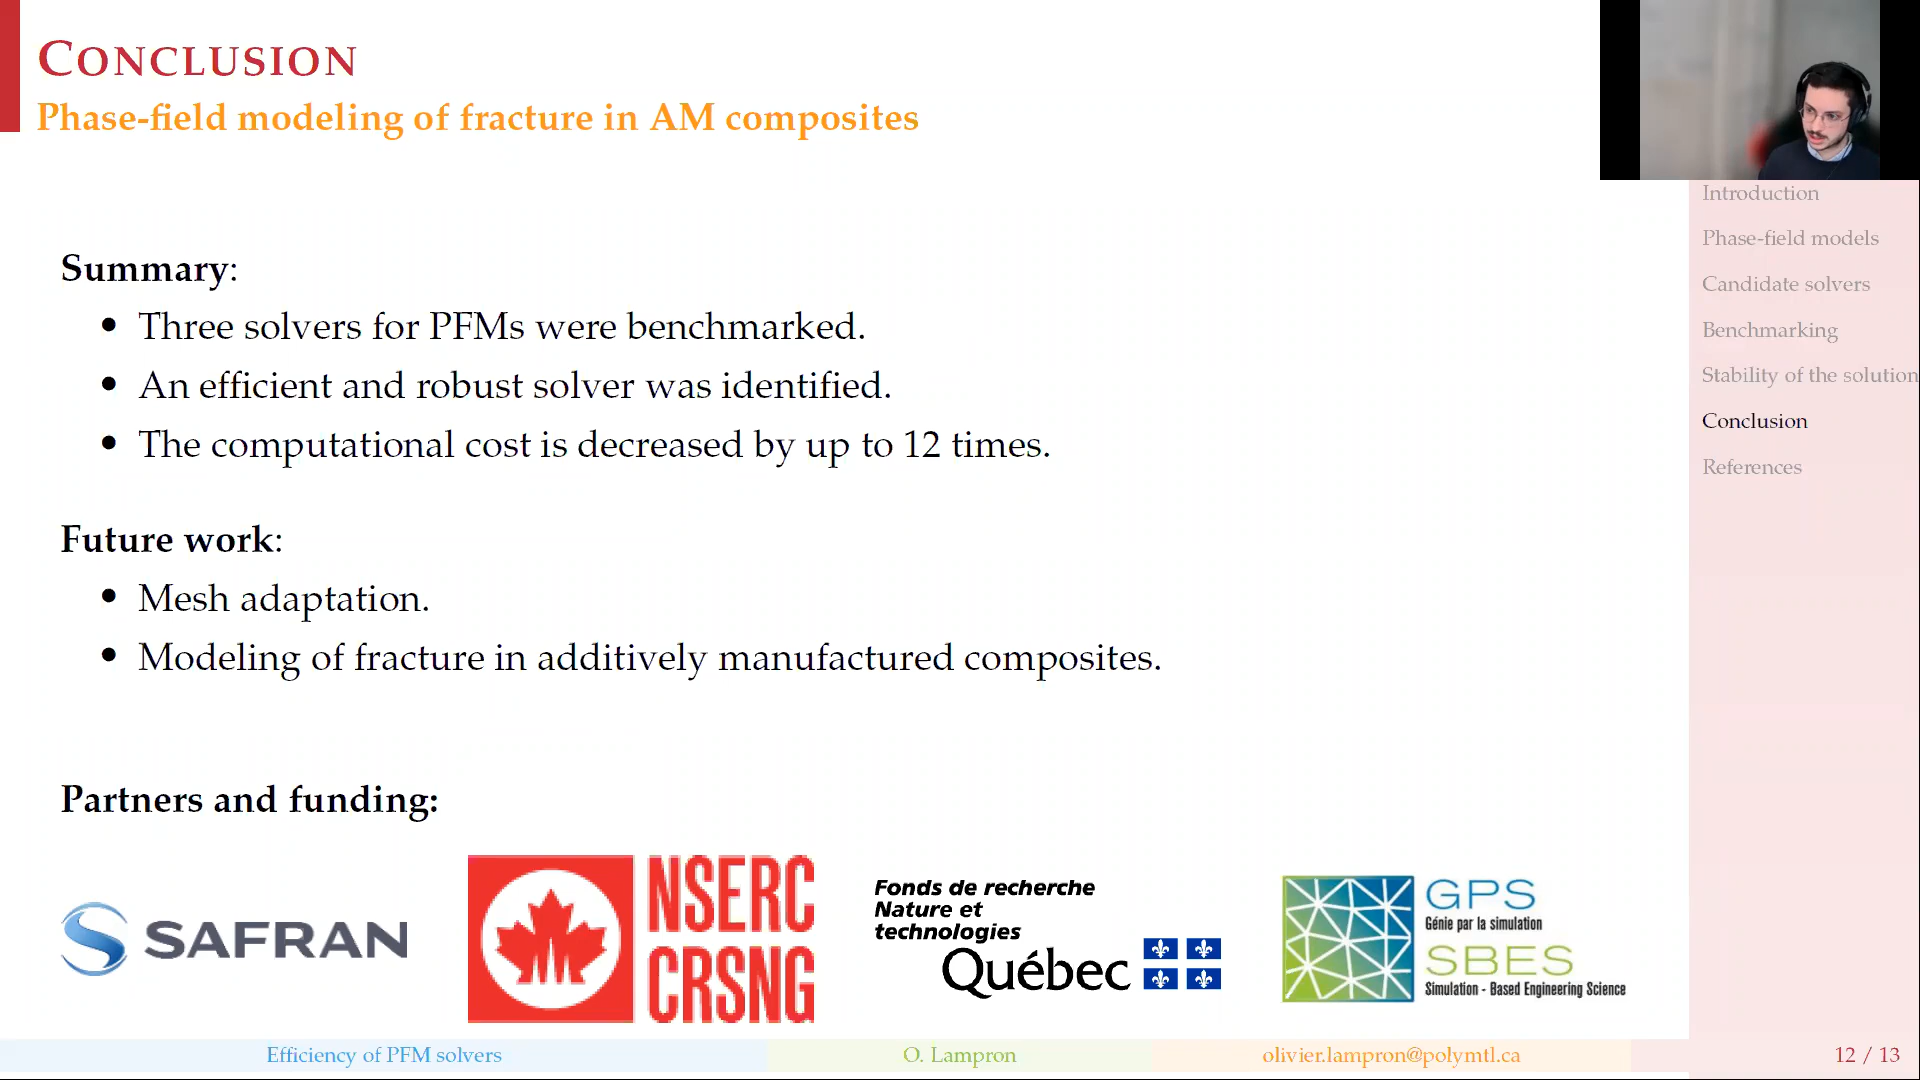 CONCLUSION
Phase-field modeling of fracture in AM composites
Summary:
• Three solvers for PFMs were benchmarked.
• An efficient and robust solver was identified.
• The computational cost is decreased by up to 12 times.
Future work:
• Mesh adaptation.
• Modeling of fracture in additively manufactured composites.
Partners and funding:
SAFRAN
NSERC
CRSNG
Fonds de recherche
Nature et
technologies
Québec
GPS
Génie par la simulation
SBES
Simulation - Based Engineering Science
Introduction
Phase-field models
Candidate solvers
Benchmarking
Stability of the solution
Conclusion
References
Efficiency of PFM solvers
O. Lampron
olivier.lampron@polymtl.ca
12 / 13